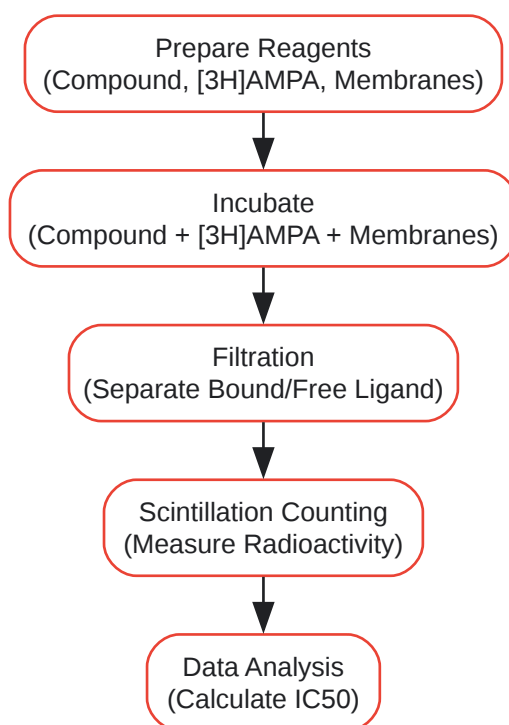 Prepare Reagents
(Compound, [3H]AMPA, Membranes)
Incubate
(Compound + [3H]AMPA + Membranes)
Filtration
(Separate Bound/Free Ligand)
Scintillation Counting
(Measure Radioactivity)
Data Analysis
(Calculate IC50)